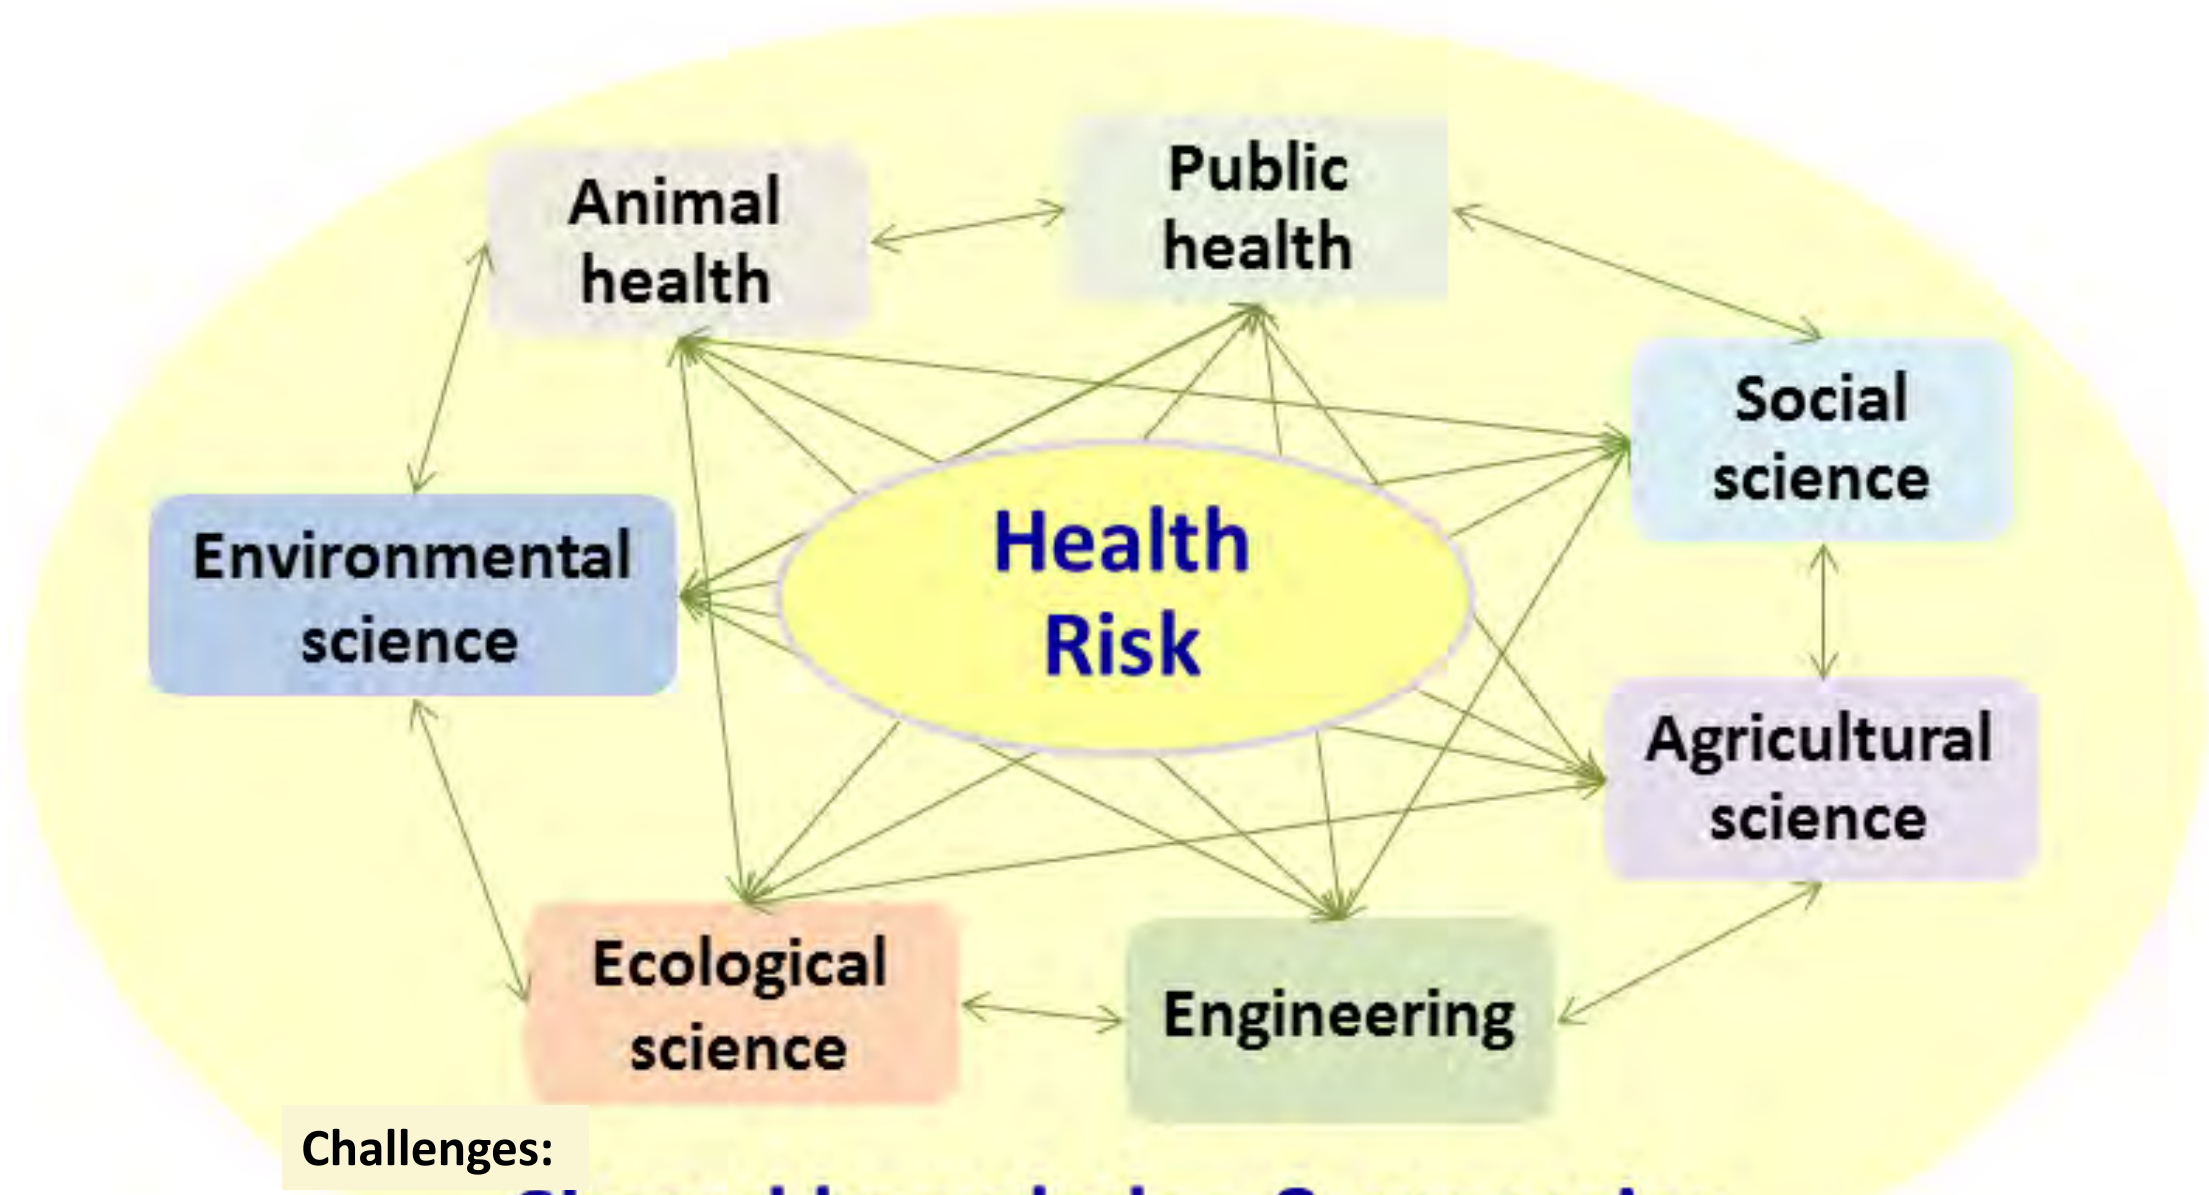 Animal
health
Public
health
Social
science
Environmental
science
Health
Risk
Agricultural
science
Ecological
science
Engineering
Challenges: